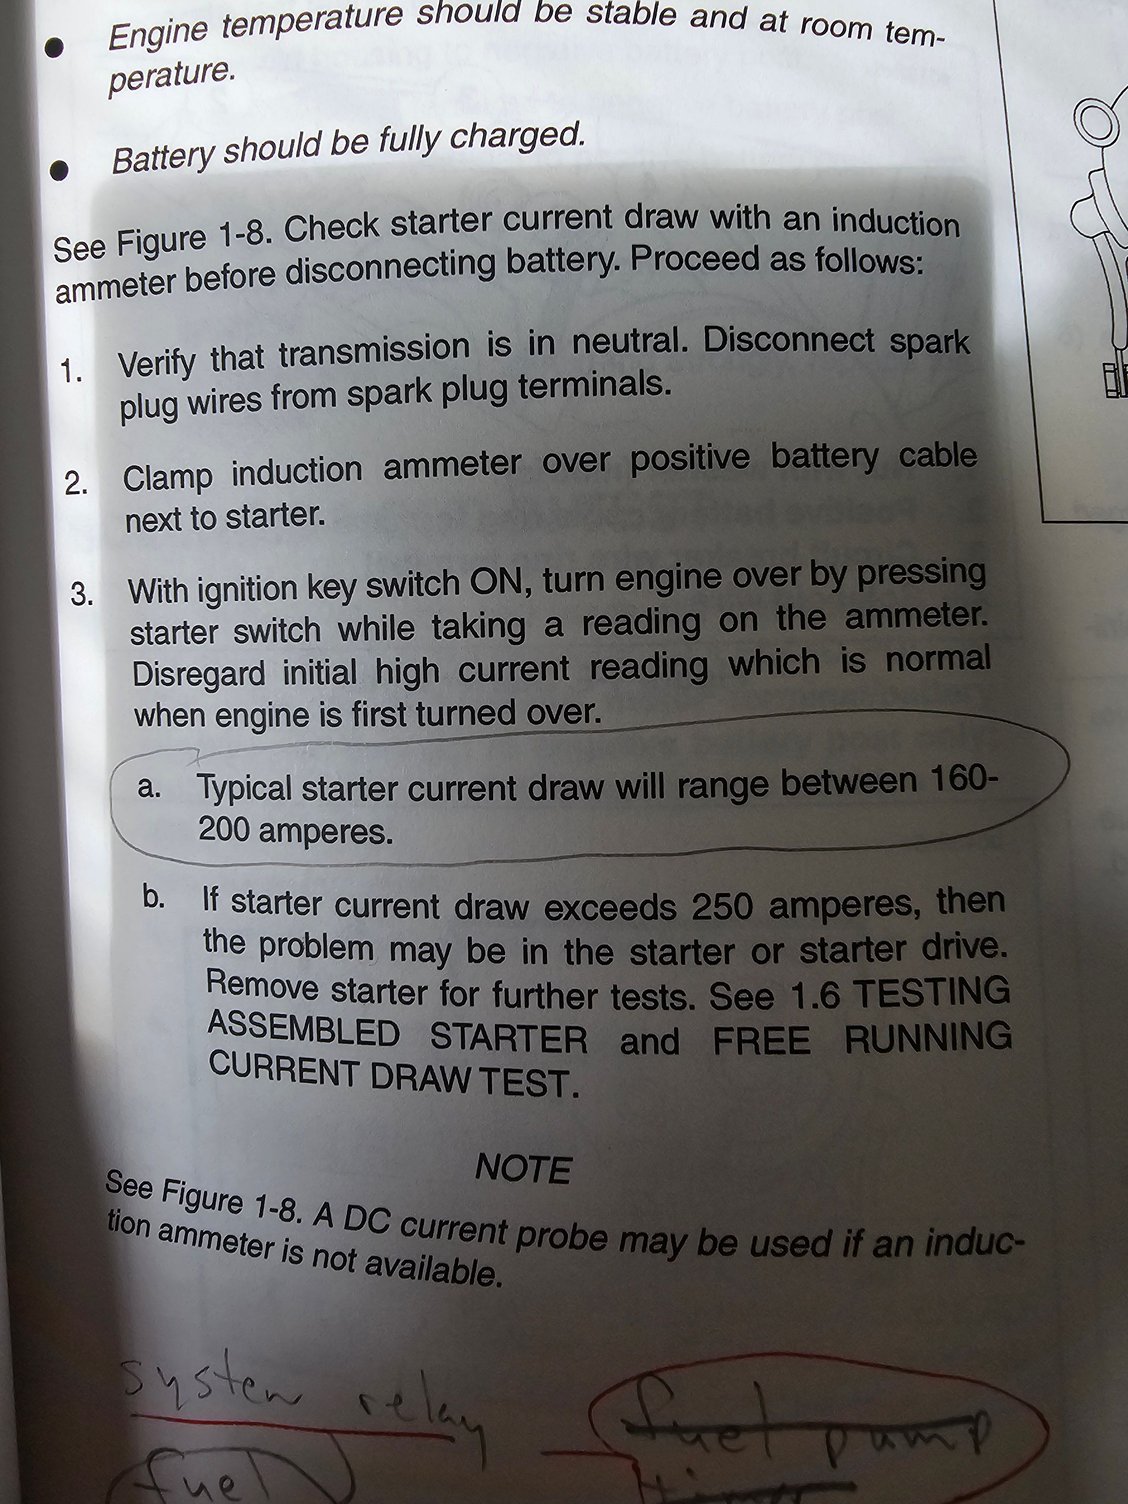 • Engine temperature should be stable and at room tem-
perature.
• Battery should be fully charged.
See Figure 1-8. Check starter current draw with an induction
ammeter before disconnecting battery. Proceed as follows:
1. Verify that transmission is in neutral. Disconnect spark
plug wires from spark plug terminals.
2. Clamp induction ammeter over positive battery cable
next to starter.
3. With ignition key switch ON, turn engine over by pressing
starter switch while taking a reading on the ammeter.
Disregard initial high current reading which is normal
when engine is first turned over.
a. Typical starter current draw will range between 160-
200 amperes.
b. If starter current draw exceeds 250 amperes, then
the problem may be in the starter or starter drive.
Remove starter for further tests. See 1.6 TESTING
ASSEMBLED STARTER and FREE RUNNING
CURRENT DRAW TEST.
NOTE
See Figure 1-8. A DC current probe may be used if an induc-
tion ammeter is not available.
system relay
fuel pump
fuel